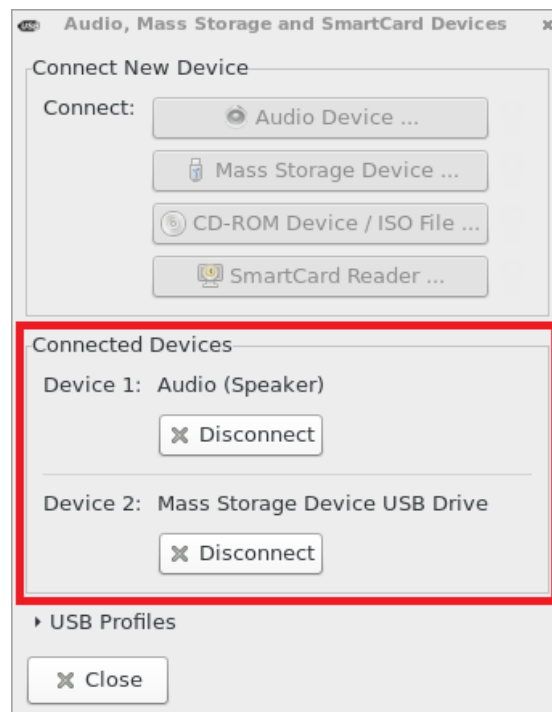 Audio, Mass Storage and SmartCard Devices
Connect New Device
Connect:
Audio Device ...
Mass Storage Device ...
CD-ROM Device / ISO File ...
SmartCard Reader ...
Connected Devices
Device 1: Audio (Speaker)
Disconnect
Device 2: Mass Storage Device USB Drive
Disconnect
USB Profiles
Close